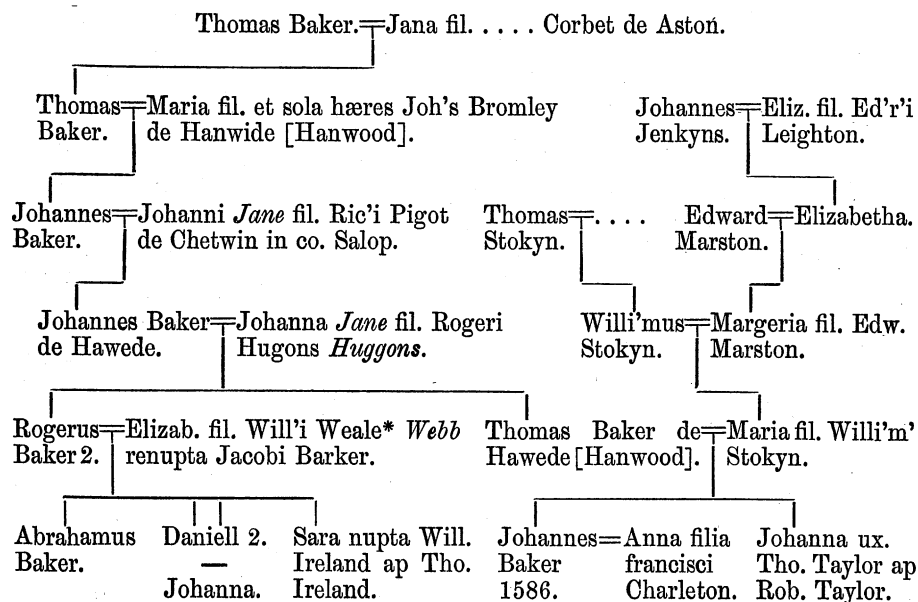 Thomas Baker.=Jana fil. . . . . Corbet de Aston̄.
Thomas=Maria fil. et sola hæres Joh's Bromley
Baker. de Hanwide [Hanwood].
Johannes=Eliz. fil. Ed'r'i
Jenkyns. Leighton.
Johannes=Johanni Jane fil. Ric'i Pigot
Baker. de Chetwin in co. Salop.
Thomas=. . . .
Stokyn.
Edward=Elizabetha.
Marston.
Johannes Baker=Johanna Jane fil. Rogeri
de Hawede. Hugons Huggons.
Willi'mus=Margeria fil. Edw.
Stokyn. Marston.
Rogerus=Elizab. fil. Will'i Weale* Webb
Baker 2. renupta Jacobi Barker.
Thomas Baker de=Maria fil. Willi'm'
Hawede [Hanwood]. Stokyn.
Abrahamus
Baker.
Daniell 2.
—
Johanna.
Sara nupta Will.
Ireland ap Tho.
Ireland.
Johannes=Anna filia
Baker francisci
1586. Charleton.
Johanna ux.
Tho. Taylor ap
Rob. Taylor.